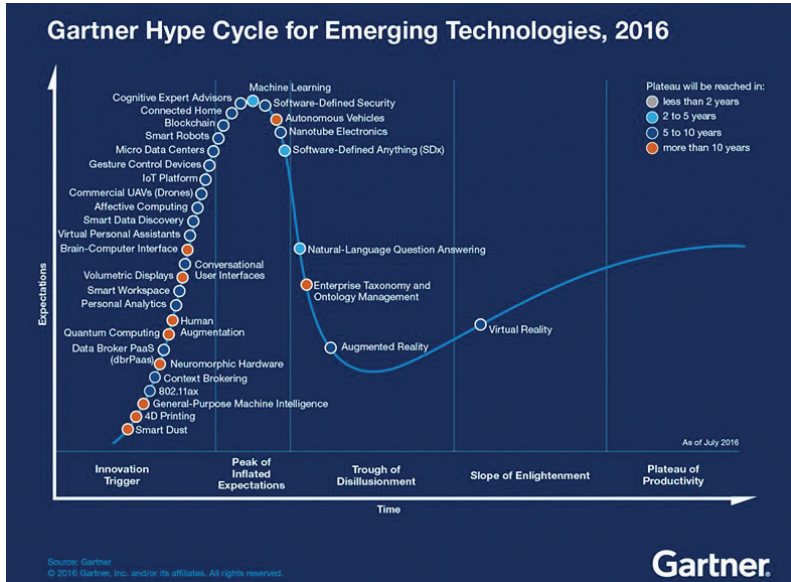 Gartner Hype Cycle for Emerging Technologies, 2016
Expectations
Machine Learning
Cognitive Expert Advisors
Software-Defined Security
Connected Home
Autonomous Vehicles
Blockchain
Nanotube Electronics
Smart Robots
Micro Data Centers
Software-Defined Anything (SDx)
Gesture Control Devices
IoT Platform
Commercial UAVs (Drones)
Affective Computing
Smart Data Discovery
Virtual Personal Assistants
Brain-Computer Interface
Natural-Language Question Answering
Conversational
User Interfaces
Volumetric Displays
Enterprise Taxonomy and
Ontology Management
Smart Workspace
Personal Analytics
Human
Augmentation
Quantum Computing
Data Broker PaaS
(dbrPaas)
Augmented Reality
Virtual Reality
Neuromorphic Hardware
Context Brokering
802.11ax
General-Purpose Machine Intelligence
4D Printing
Smart Dust
Plateau will be reached in:
less than 2 years
2 to 5 years
5 to 10 years
more than 10 years
As of July 2016
Innovation
Trigger
Peak of
Inflated
Expectations
Trough of
Disillusionment
Slope of Enlightenment
Plateau of
Productivity
Time
Source: Gartner
© 2016 Gartner, Inc. and/or its affiliates. All rights reserved.
Gartner.